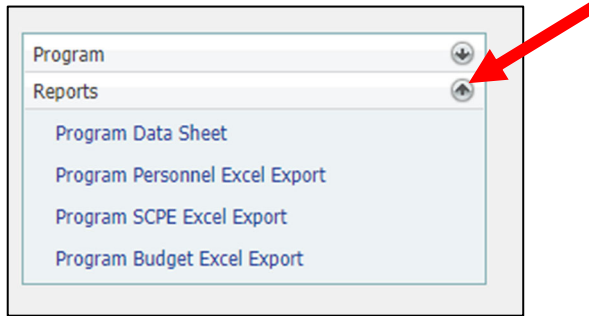 Program
Reports
Program Data Sheet
Program Personnel Excel Export
Program SCPE Excel Export
Program Budget Excel Export